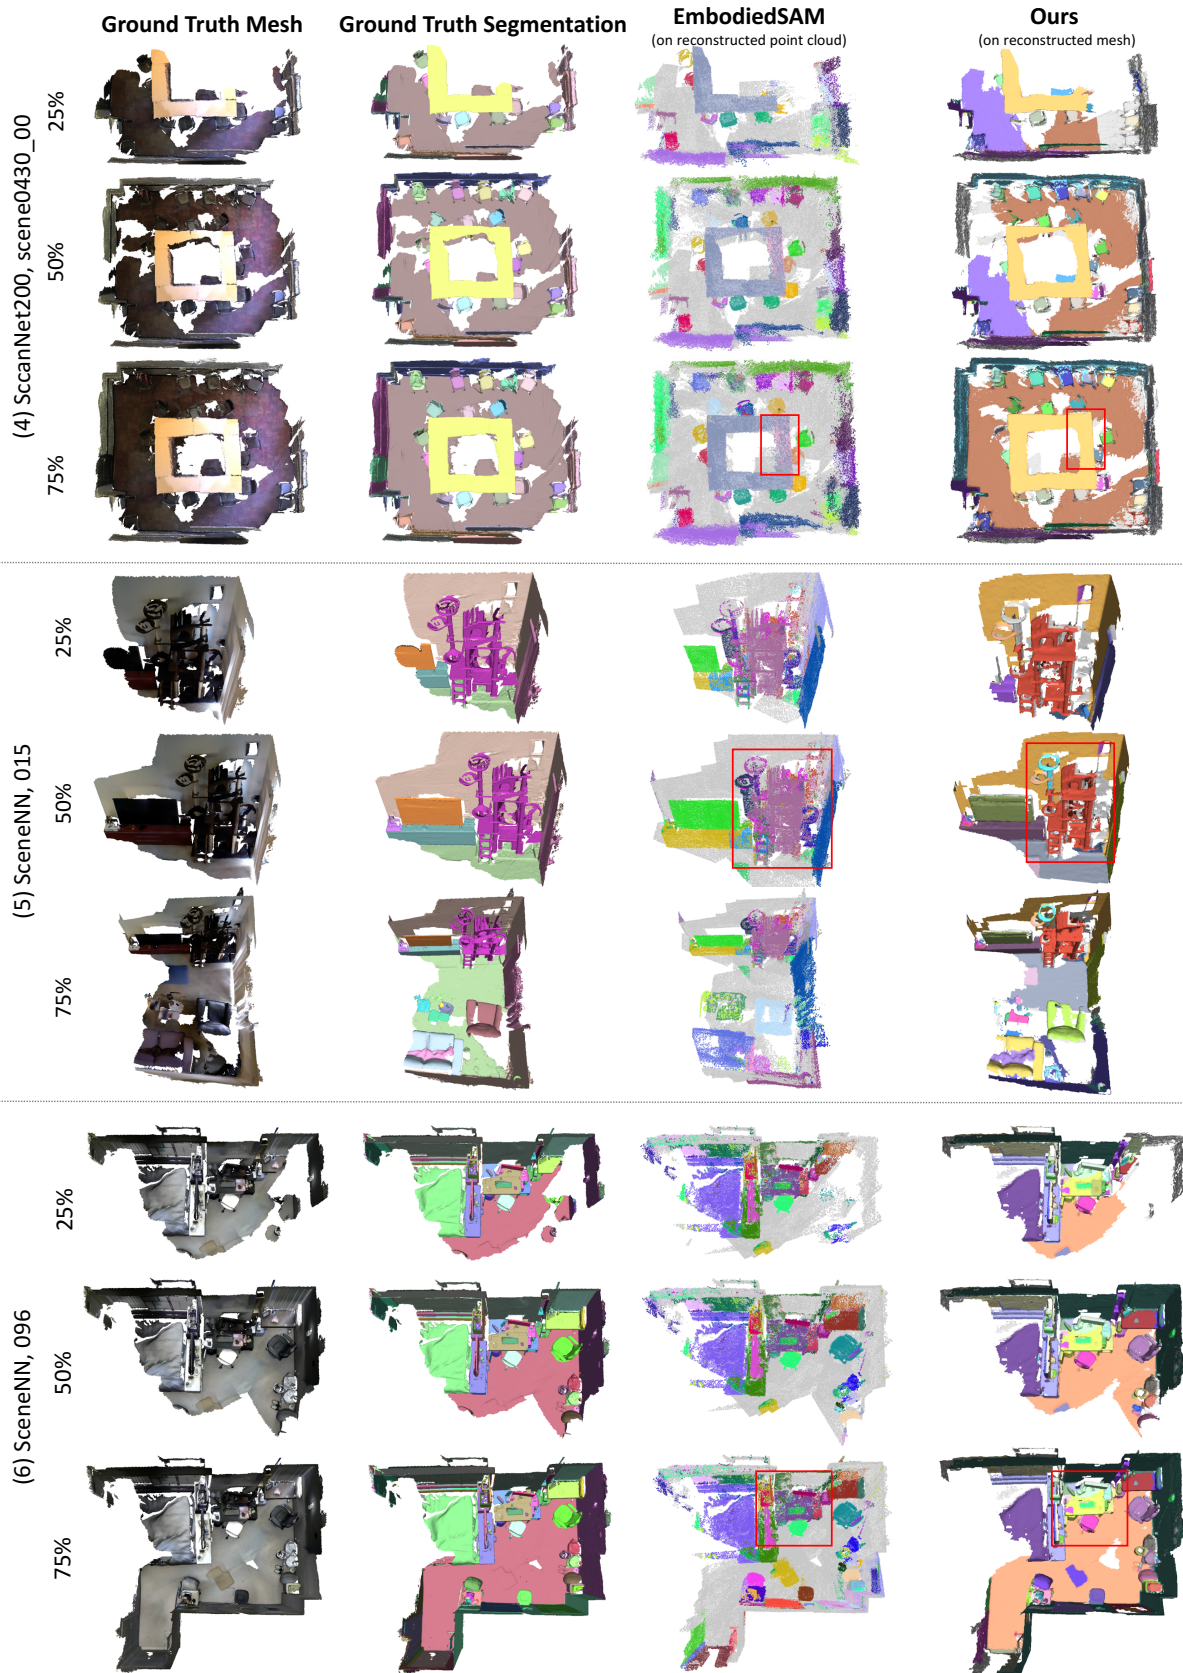 Ground Truth Mesh
Ground Truth Segmentation
EmbodiedSAM
(on reconstructed point cloud)
Ours
(on reconstructed mesh)
(4) SccanNet200, scene0430_00
25%
50%
75%
(5) SceneNN, 015
25%
50%
75%
(6) SceneNN, 096
25%
50%
75%